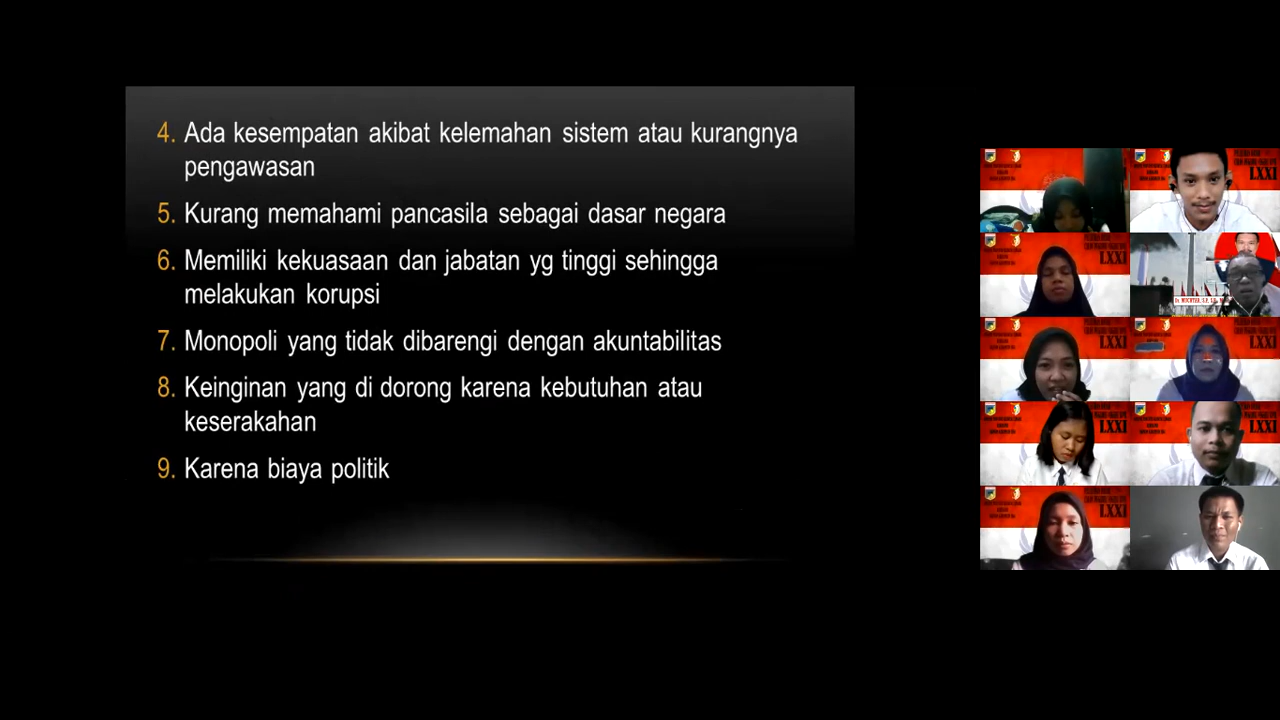 4. Ada kesempatan akibat kelemahan sistem atau kurangnya
pengawasan
5. Kurang memahami pancasila sebagai dasar negara
6. Memiliki kekuasaan dan jabatan yg tinggi sehingga
melakukan korupsi
7. Monopoli yang tidak dibarengi dengan akuntabilitas
8. Keinginan yang di dorong karena kebutuhan atau
keserakahan
9. Karena biaya politik
LXXI
LXXI
LXXI
LXXI
LXXI
LXXI